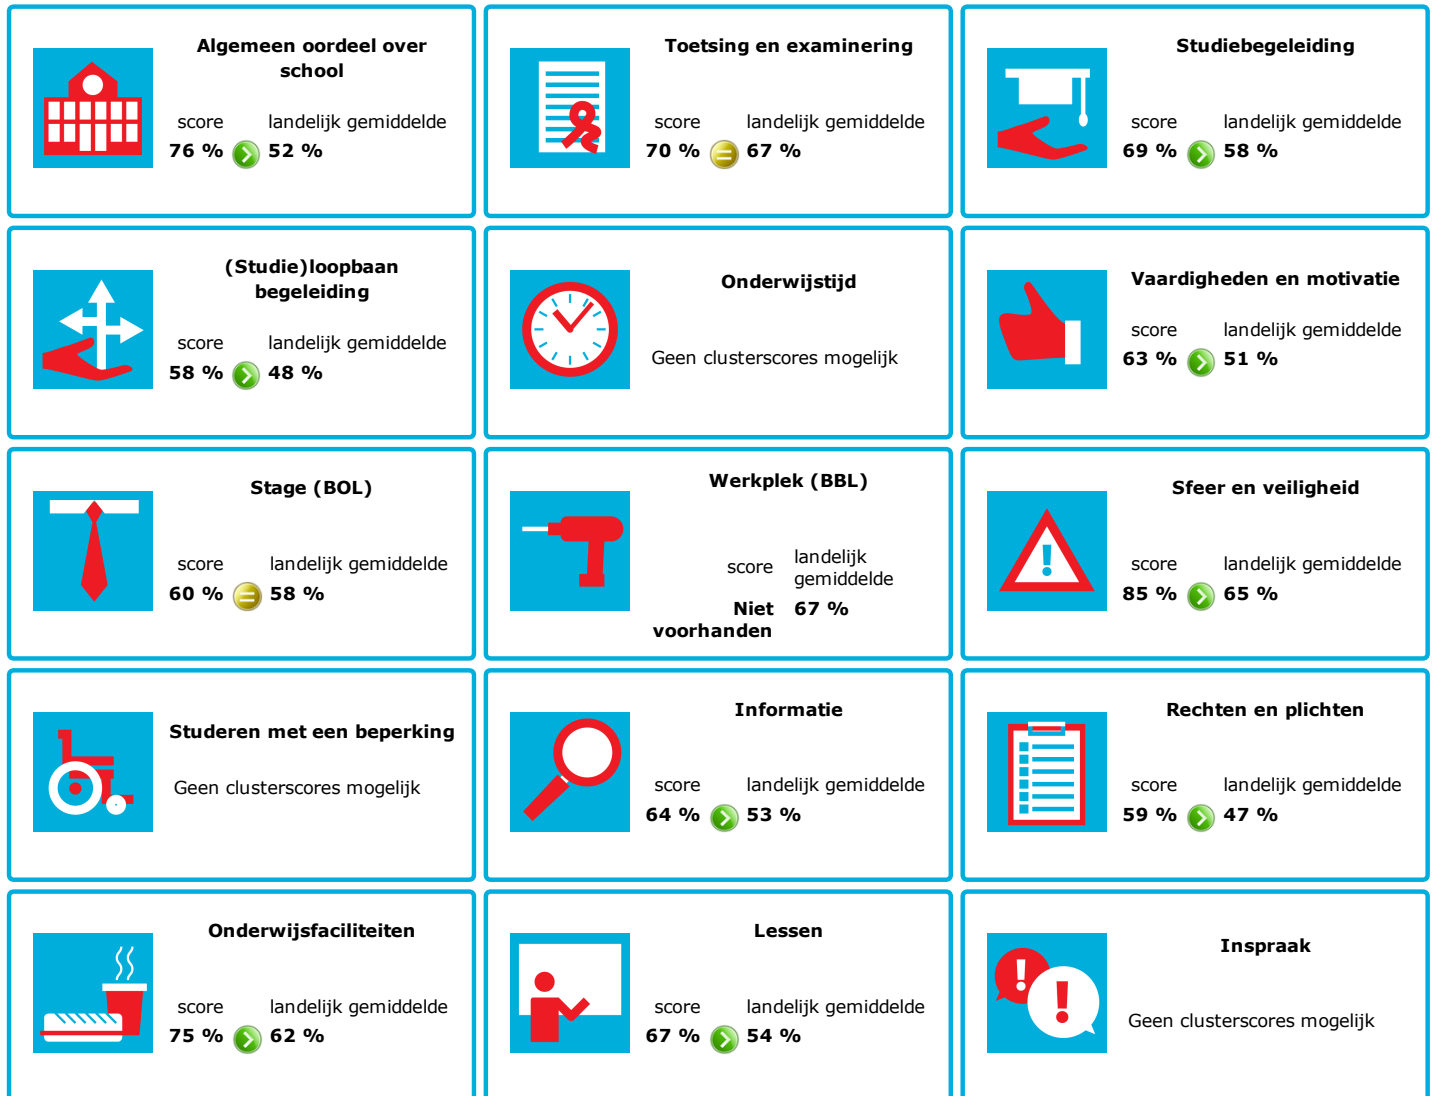 Algemeen oordeel over
school
score landelijk gemiddelde
76 % 52 %
Toetsing en examinering
score landelijk gemiddelde
70 % 67 %
Studiebegeleiding
score landelijk gemiddelde
69 % 58 %
(Studie)loopbaan
begeleiding
score landelijk gemiddelde
58 % 48 %
Onderwijstijd
Geen clusterscores mogelijk
Vaardigheden en motivatie
score landelijk gemiddelde
63 % 51 %
Stage (BOL)
score landelijk gemiddelde
60 % 58 %
Werkplek (BBL)
score landelijk
gemiddelde
Niet 67 %
voorhanden
Sfeer en veiligheid
score landelijk gemiddelde
85 % 65 %
Studeren met een beperking
Geen clusterscores mogelijk
Informatie
score landelijk gemiddelde
64 % 53 %
Rechten en plichten
score landelijk gemiddelde
59 % 47 %
Onderwijsfaciliteiten
score landelijk gemiddelde
75 % 62 %
Lessen
score landelijk gemiddelde
67 % 54 %
Inspraak
Geen clusterscores mogelijk